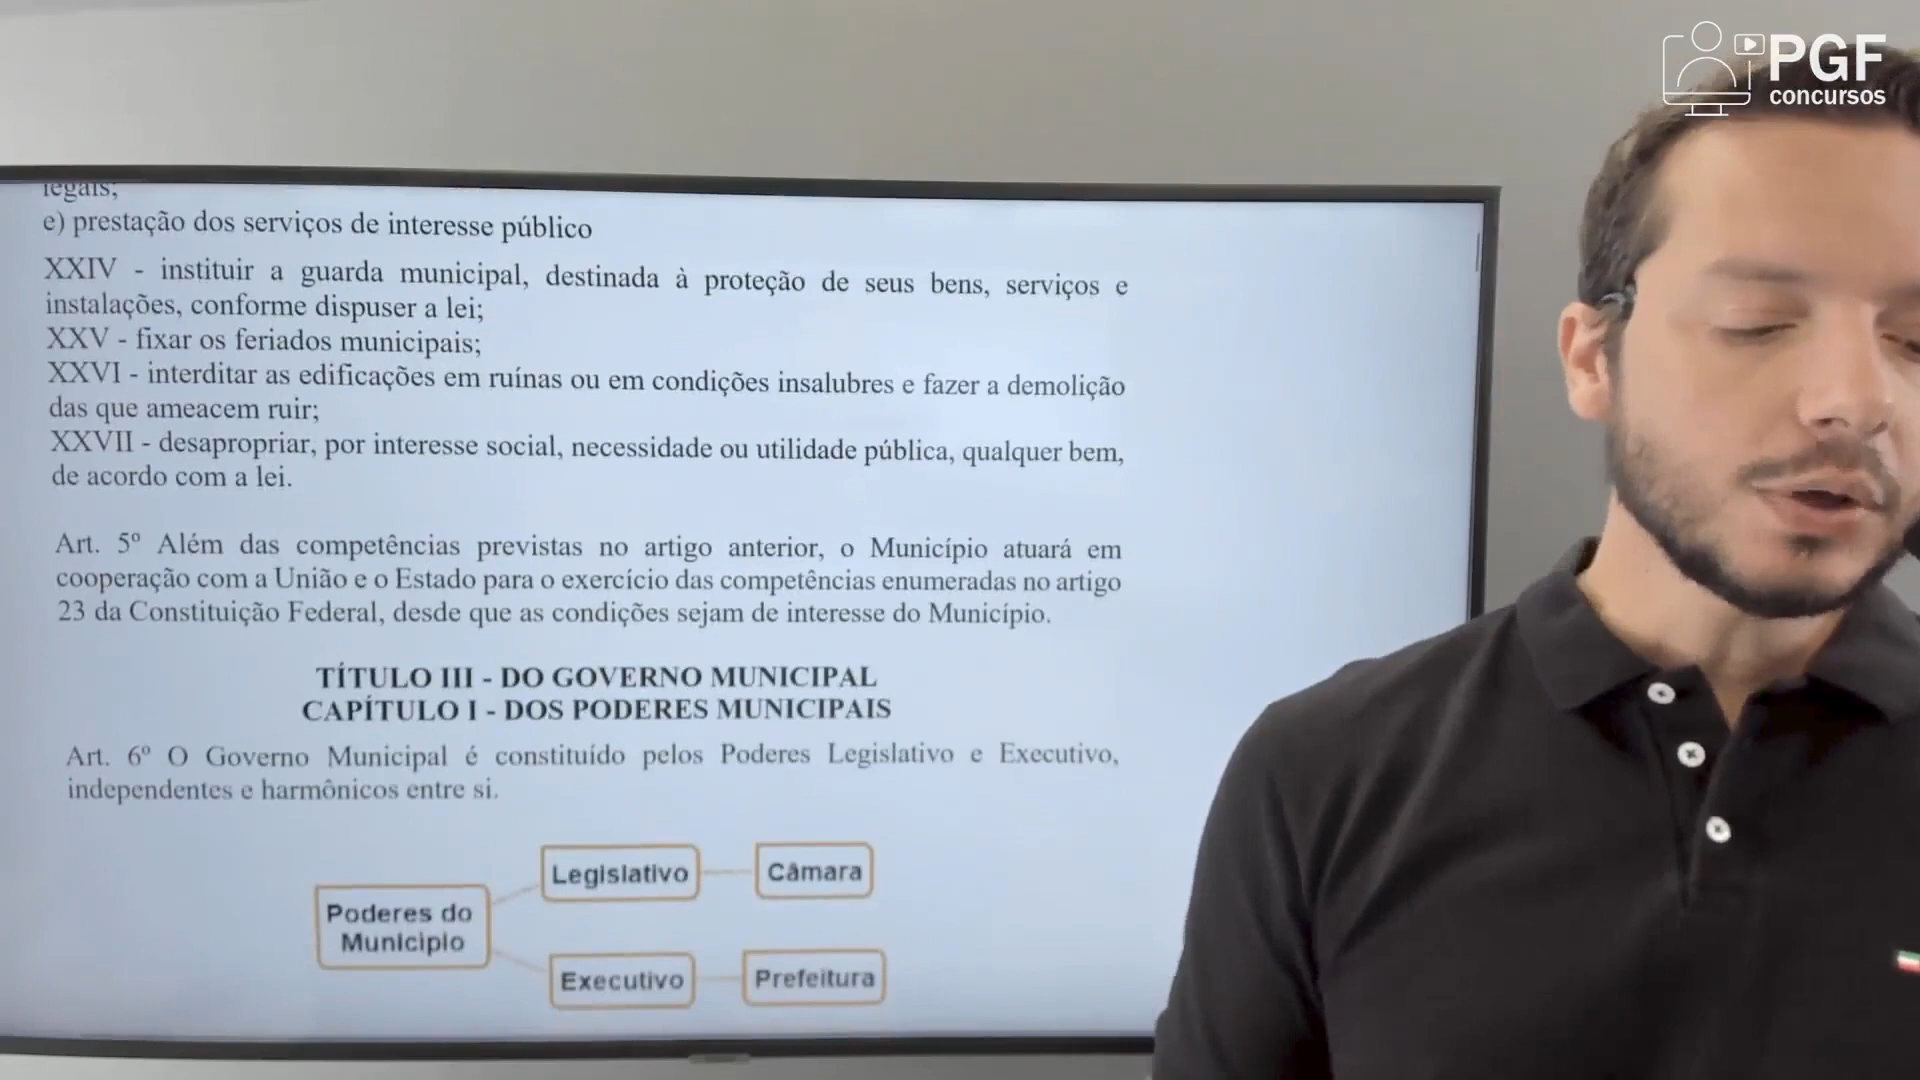 PGF
concursos
legais;
e) prestação dos serviços de interesse público
XXIV - instituir a guarda municipal, destinada à proteção de seus bens, serviços e
instalações, conforme dispuser a lei;
XXV - fixar os feriados municipais;
XXVI - interditar as edificações em ruínas ou em condições insalubres e fazer a demolição
das que ameacem ruir;
XXVII - desapropriar, por interesse social, necessidade ou utilidade pública, qualquer bem,
de acordo com a lei.
Art. 5º Além das competências previstas no artigo anterior, o Município atuará em
cooperação com a União e o Estado para o exercício das competências enumeradas no artigo
23 da Constituição Federal, desde que as condições sejam de interesse do Município.
TÍTULO III - DO GOVERNO MUNICIPAL
CAPÍTULO I - DOS PODERES MUNICIPAIS
Art. 6º O Governo Municipal é constituído pelos Poderes Legislativo e Executivo,
independentes e harmônicos entre si.
Poderes do
Município
Legislativo
Câmara
Executivo
Prefeitura